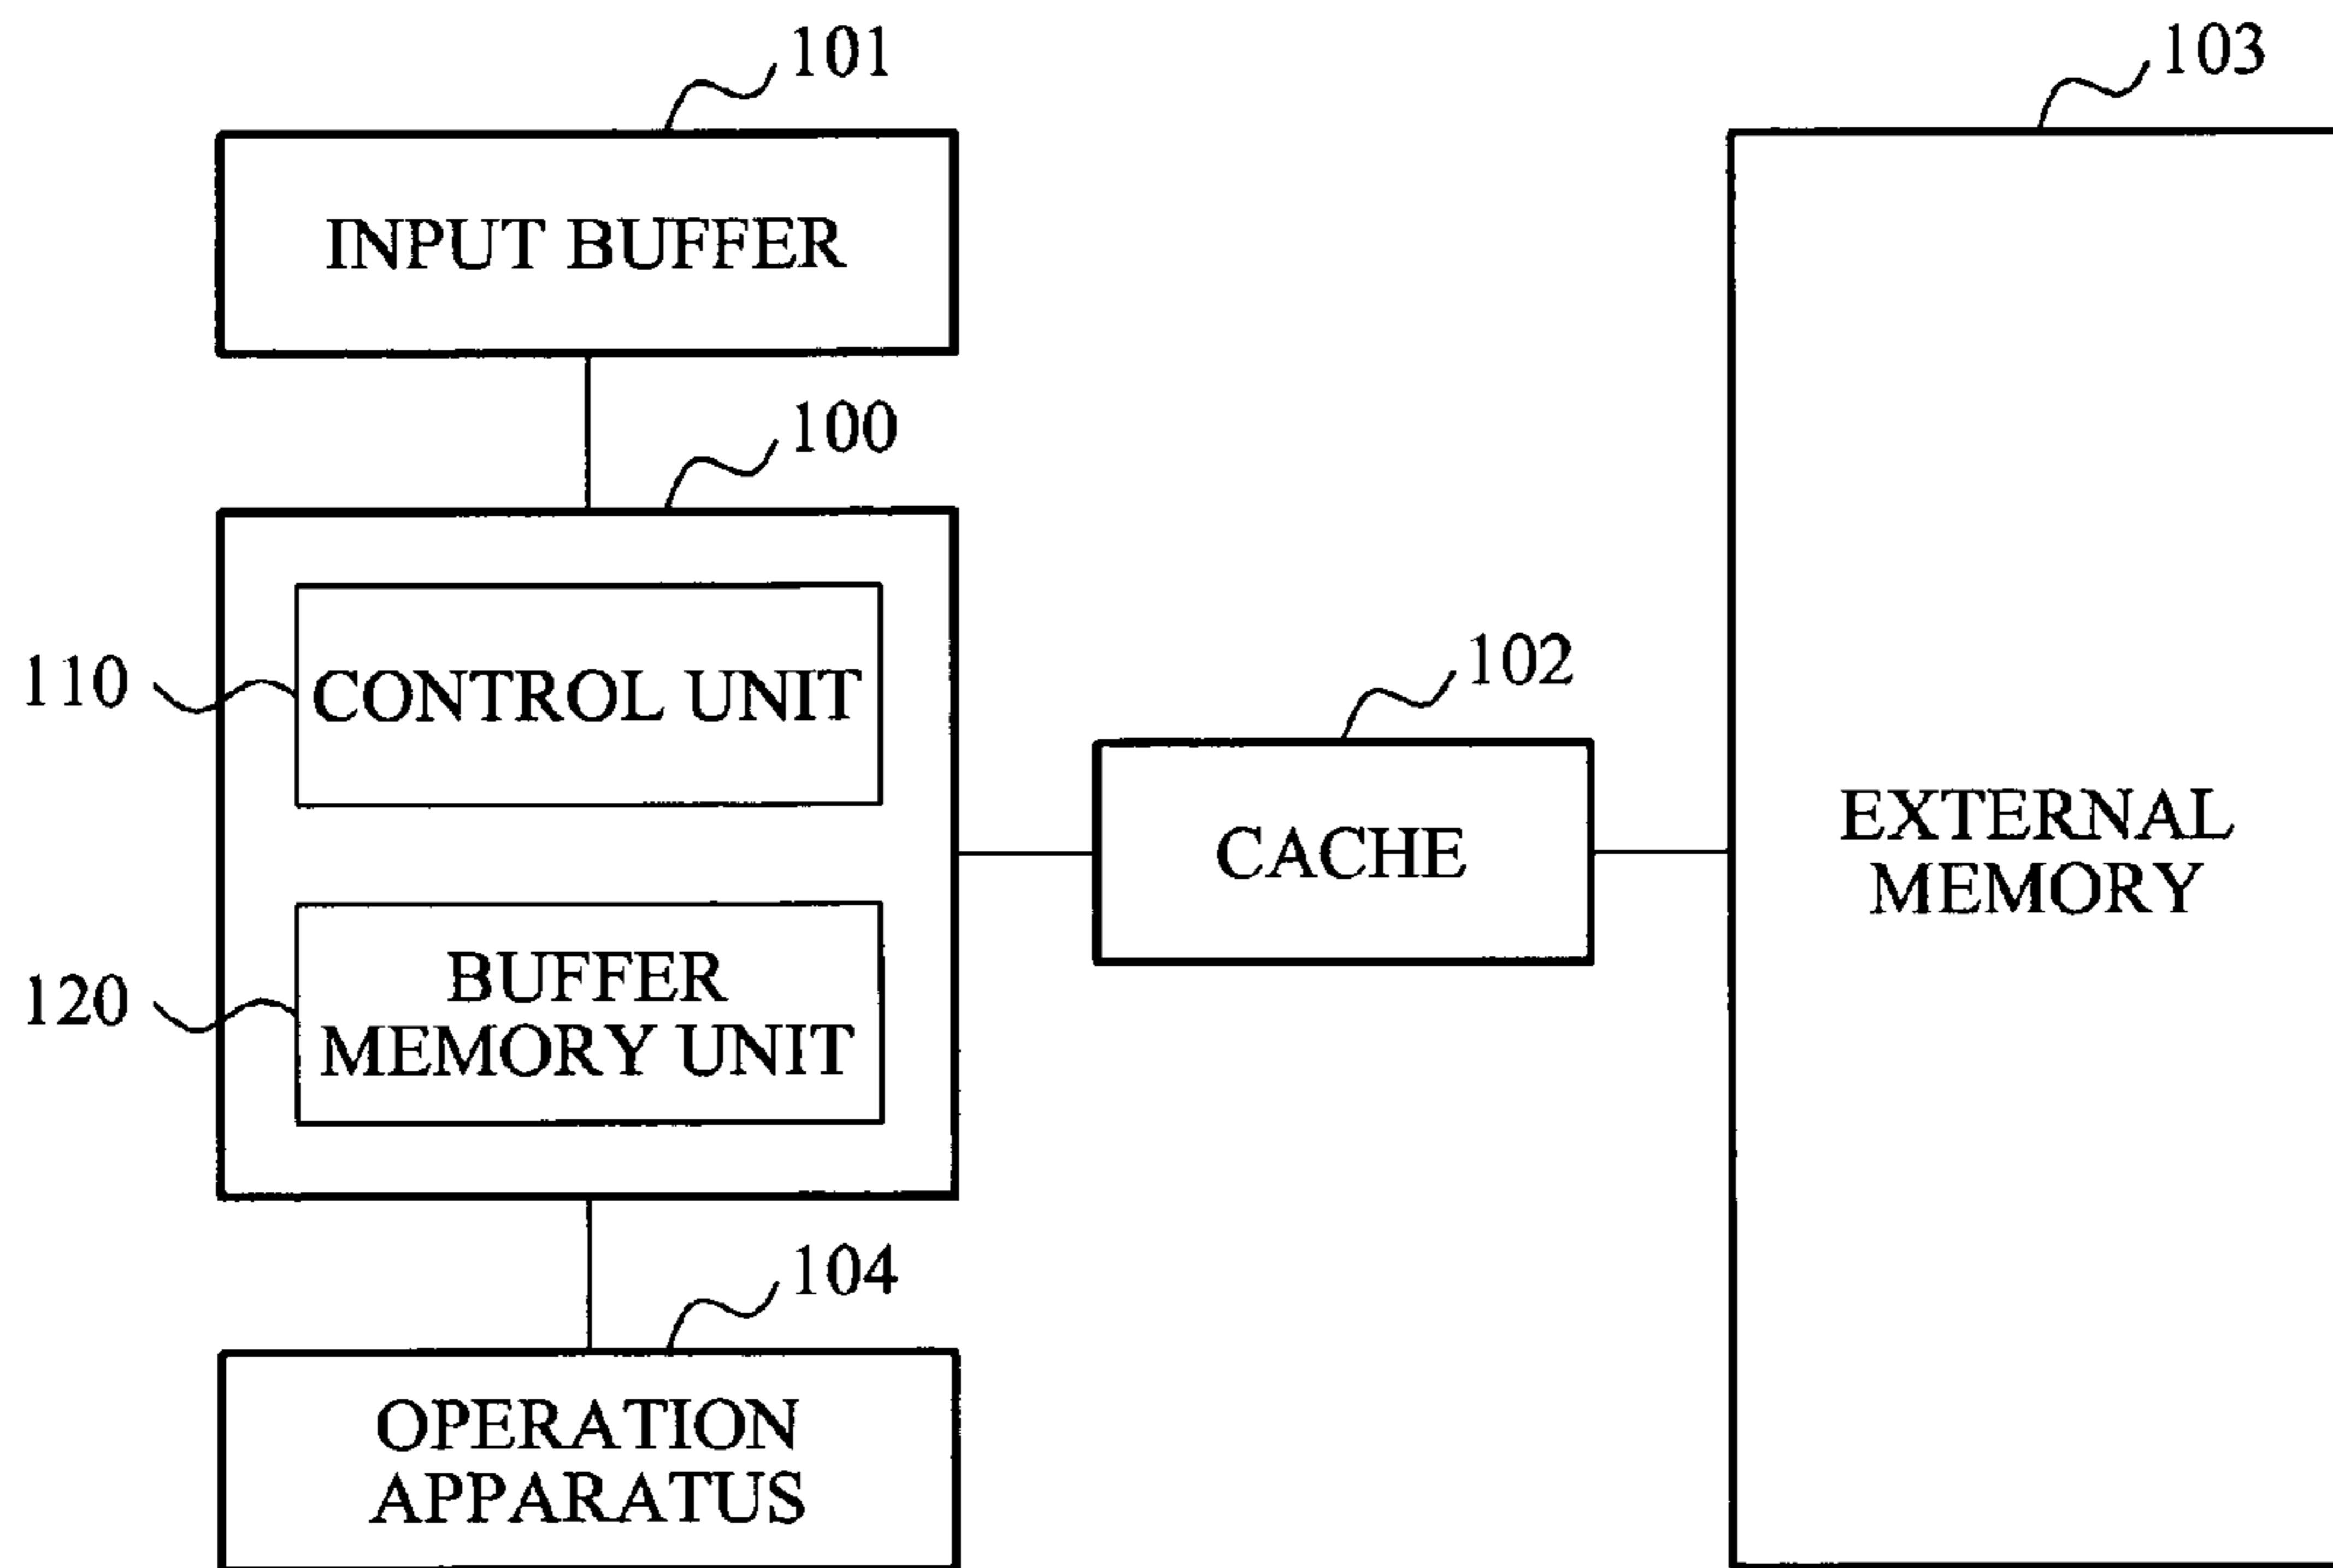 101
103
INPUT BUFFER
100
110
CONTROL UNIT
102
CACHE
EXTERNAL
MEMORY
120
BUFFER
MEMORY UNIT
104
OPERATION
APPARATUS